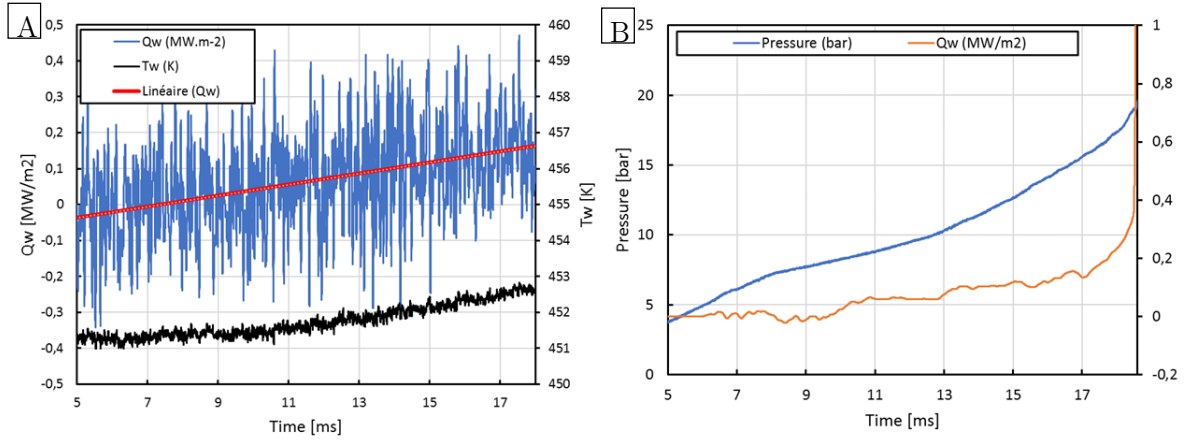 A
Qw (MW.m-2)
Tw (K)
Linéaire (Qw)
0,5
0,4
0,3
0,2
0,1
0
-0,1
-0,2
-0,3
-0,4
-0,5
Qw [MW/m2]
460
459
458
457
456
455
454
453
452
451
450
Tw [K]
5 7 9 11 13 15 17
Time [ms]
B
Pressure (bar) Qw (MW/m2)
25
20
15
10
5
0
Pressure [bar]
1
0,8
0,6
0,4
0,2
0
-0,2
5 7 9 11 13 15 17
Time [ms]